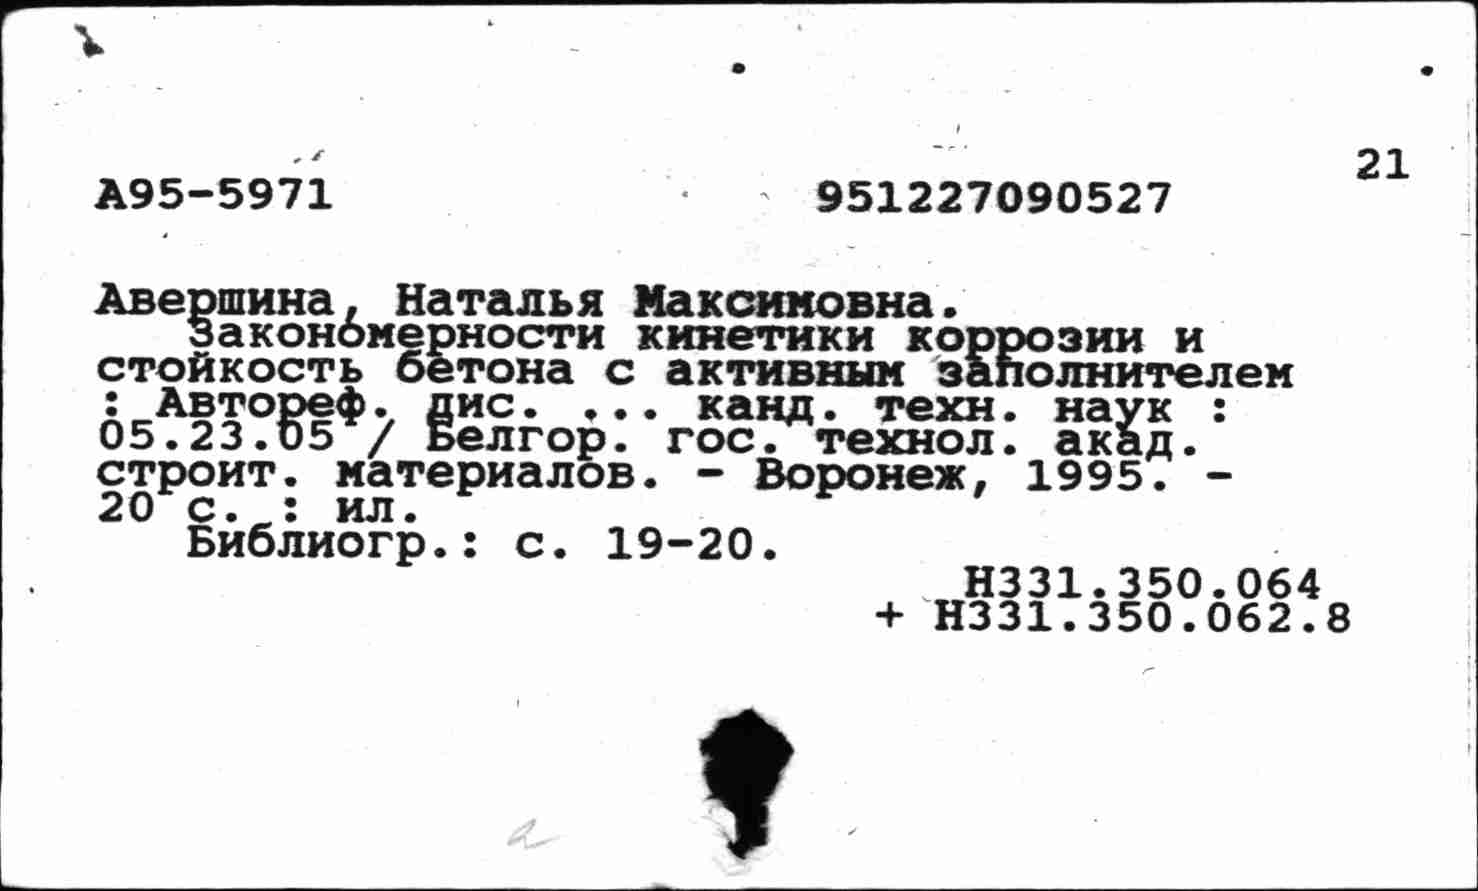 21
А95-5971 951227090527
Авершина, Наталья Максимовна.
Закономерности кинетики коррозии и
стойкость бетона с активным заполнителем
: Автореф. дис. ... канд. техн. наук :
05.23.05 / Белгор. гос. технол. акад.
строит. материалов. - Воронеж, 1995. -
20 с. : ил.
Библиогр.: с. 19-20.
Н331.350.064
+ Н331.350.062.8